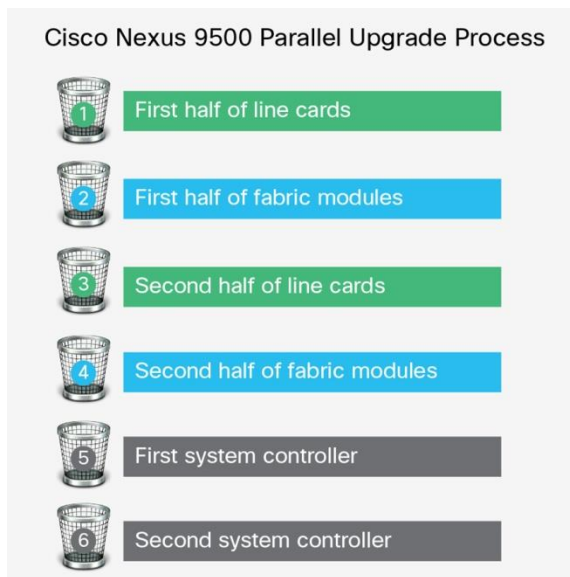 Cisco Nexus 9500 Parallel Upgrade Process
1 First half of line cards
2 First half of fabric modules
3 Second half of line cards
4 Second half of fabric modules
5 First system controller
6 Second system controller